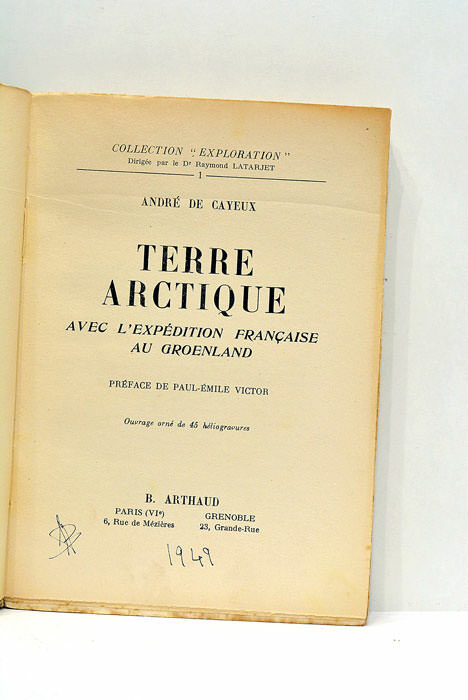 COLLECTION "EXPLORATION"
Dirigée par le Dr Raymond LATARJET
1
ANDRÉ DE CAYEUX
TERRE
ARCTIQUE
AVEC L'EXPÉDITION FRANÇAISE
AU GROENLAND
PRÉFACE DE PAUL-ÉMILE VICTOR
Ouvrage orné de 45 héliogravures
B. ARTHAUD
PARIS (VIe)
6, Rue de Mézières
GRENOBLE
23, Grande-Rue
1949